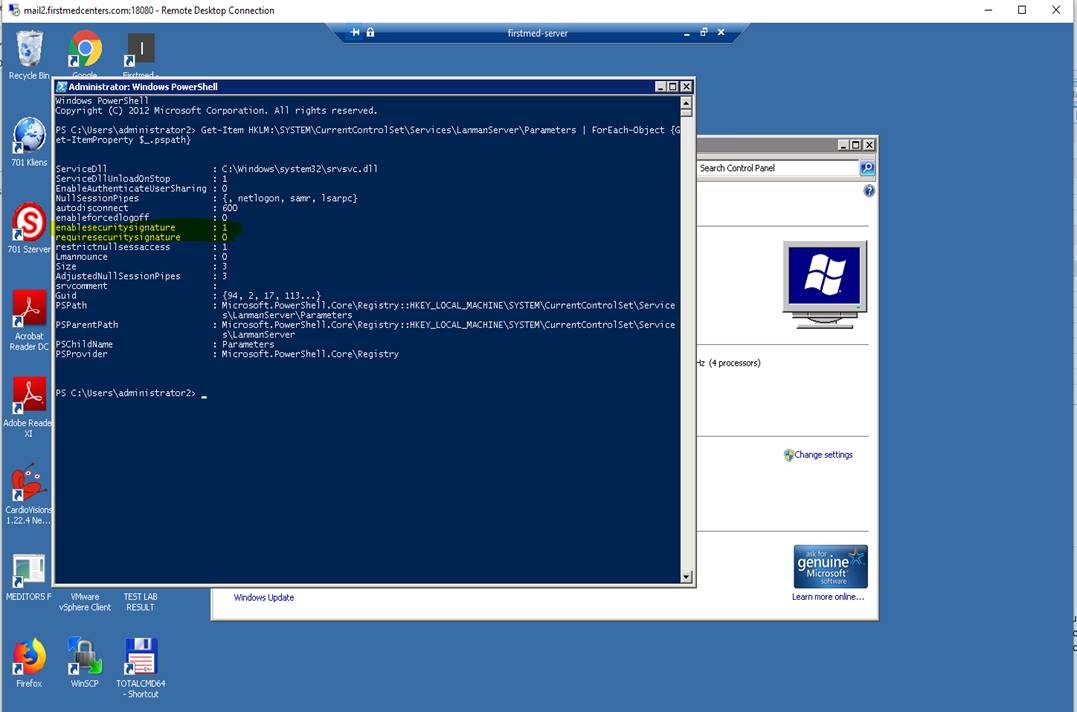 mail2.firstmedcenters.com:18080 - Remote Desktop Connection
firstmed-server
Recycle Bin
Google
Firstmed -
Administrator: Windows PowerShell
Windows PowerShell
Copyright (C) 2012 Microsoft Corporation. All rights reserved.
PS C:\Users\administrator2> Get-Item HKLM:\SYSTEM\CurrentControlSet\Services\LanmanServer\Parameters | ForEach-Object {G
et-ItemProperty $_.pspath}
ServiceDll : C:\Windows\system32\srvsvc.dll
ServiceDllUnloadOnStop : 1
EnableAuthenticateUserSharing : 0
NullSessionPipes : {, netlogon, samr, lsarpc}
autodisconnect : 600
enableforcedlogoff : 0
enablesecuritysignature : 1
requiresecuritysignature : 0
restrictnullsessaccess : 1
Lmannounce : 0
Size : 3
AdjustedNullSessionPipes : 3
srvcomment :
Guid : {94, 2, 17, 113...}
PSPath : Microsoft.PowerShell.Core\Registry::HKEY_LOCAL_MACHINE\SYSTEM\CurrentControlSet\Service
s\LanmanServer\Parameters
PSParentPath : Microsoft.PowerShell.Core\Registry::HKEY_LOCAL_MACHINE\SYSTEM\CurrentControlSet\Service
s\LanmanServer
PSChildName : Parameters
PSProvider : Microsoft.PowerShell.Core\Registry
PS C:\Users\administrator2> _
701 Kliens
701 Szerver
Acrobat
Reader DC
Adobe Reade
XI
CardioVisions
1.22.4 Ne...
MEDITOR5 F
VMware
vSphere Client
TEST LAB
RESULT
Firefox
WinSCP
TOTALCMD64
- Shortcut
Search Control Panel
Hz (4 processors)
Change settings
ask for
genuine
Microsoft
software
Learn more online...
Windows Update